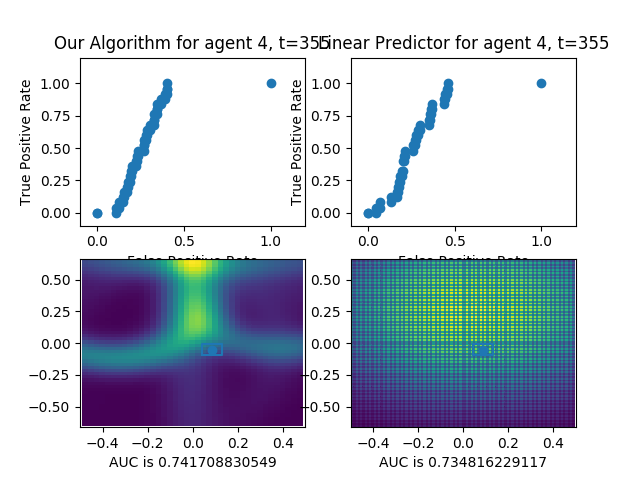 Our Algorithm for agent 4, t=355
Linear Predictor for agent 4, t=355
True Positive Rate
1.00
0.75
0.50
0.25
0.00
0.0 0.5 1.0
False Positive Rate
True Positive Rate
1.00
0.75
0.50
0.25
0.00
0.0 0.5 1.0
False Positive Rate
0.50
0.25
0.00
−0.25
−0.50
−0.4 −0.2 0.0 0.2 0.4
AUC is 0.741708830549
0.50
0.25
0.00
−0.25
−0.50
−0.4 −0.2 0.0 0.2 0.4
AUC is 0.734816229117